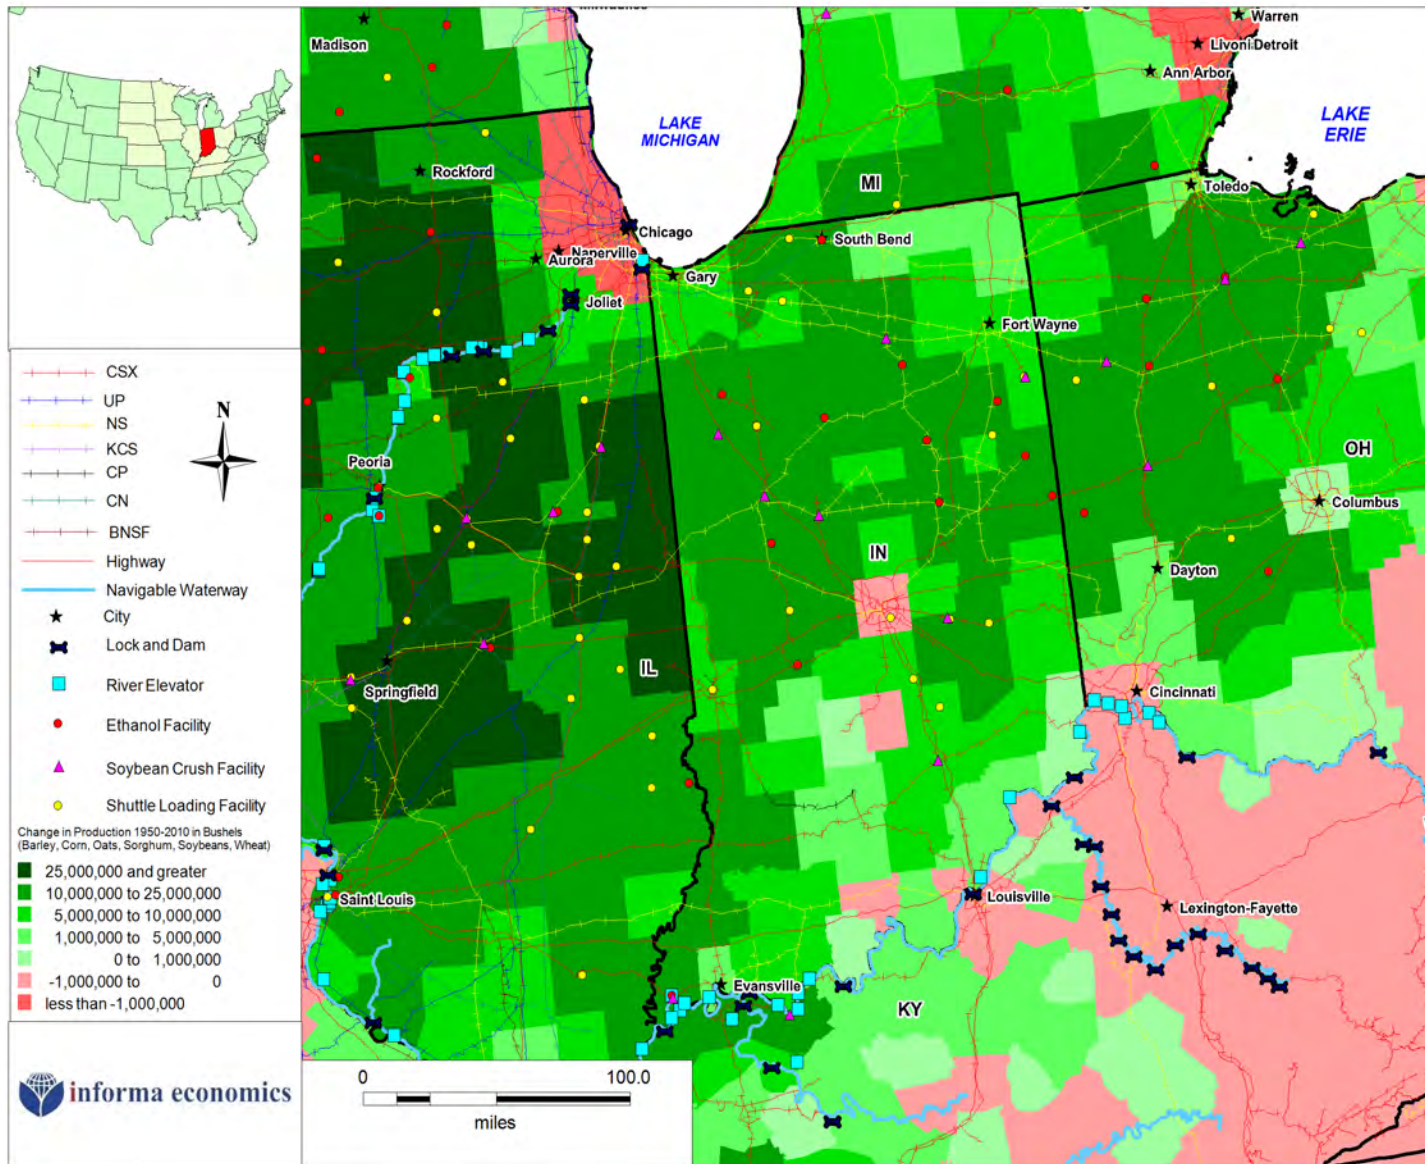 Madison
Warren
Livoni Detroit
Ann Arbor
LAKE
MICHIGAN
LAKE
ERIE
Rockford
MI
Toledo
Chicago
South Bend
Naperville
Aurora
Gary
Joliet
Fort Wayne
CSX
UP
NS
KCS
CP
CN
BNSF
Highway
Navigable Waterway
City
Lock and Dam
River Elevator
Ethanol Facility
Soybean Crush Facility
Shuttle Loading Facility
N
Peoria
OH
Columbus
IN
Dayton
IL
Springfield
Cincinnati
Change in Production 1950-2010 in Bushels
(Barley, Corn, Oats, Sorghum, Soybeans, Wheat)
25,000,000 and greater
10,000,000 to 25,000,000
5,000,000 to 10,000,000
1,000,000 to 5,000,000
0 to 1,000,000
-1,000,000 to 0
less than -1,000,000
Saint Louis
Louisville
Lexington-Fayette
Evansville
KY
informa economics
0 100.0
miles